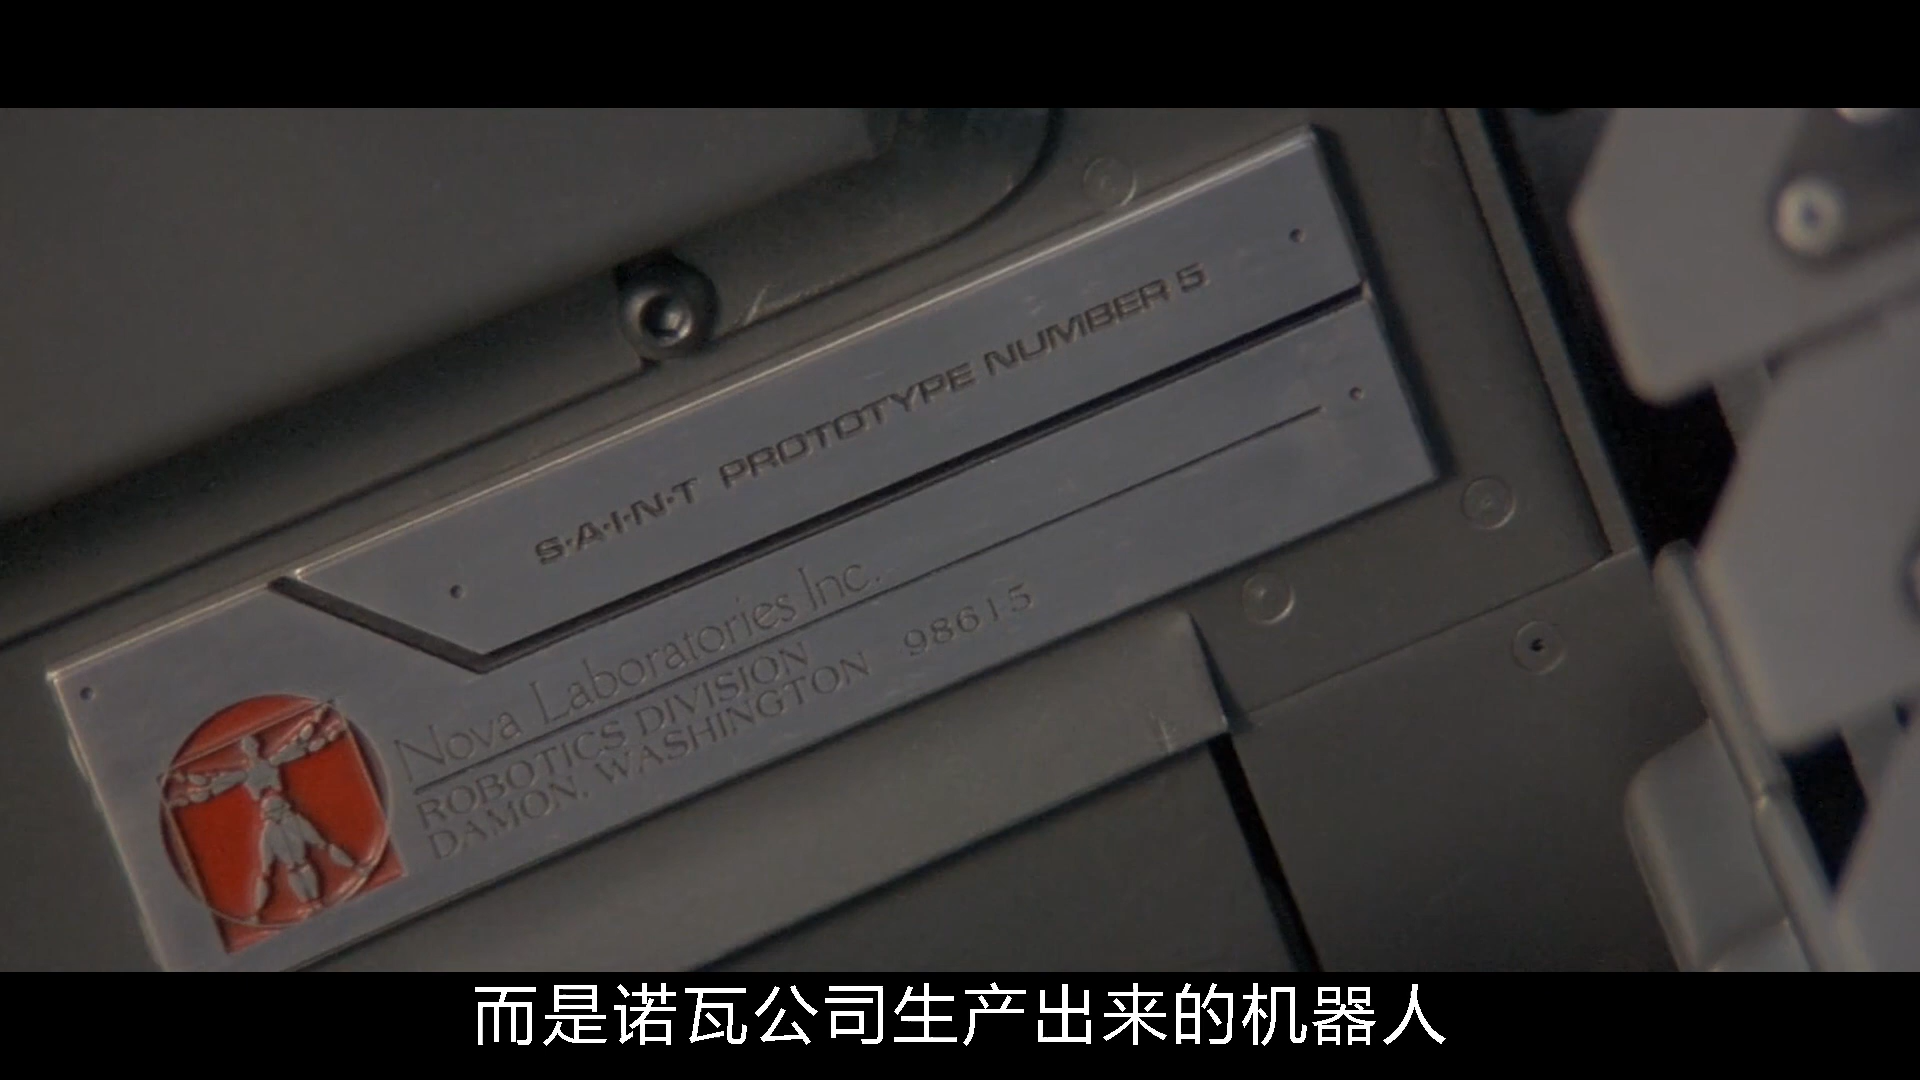 S·A·I·N·T PROTOTYPE NUMBER 5
Nova Laboratories Inc.
ROBOTICS DIVISION
DAMON, WASHINGTON 98615
而是诺瓦公司生产出来的机器人